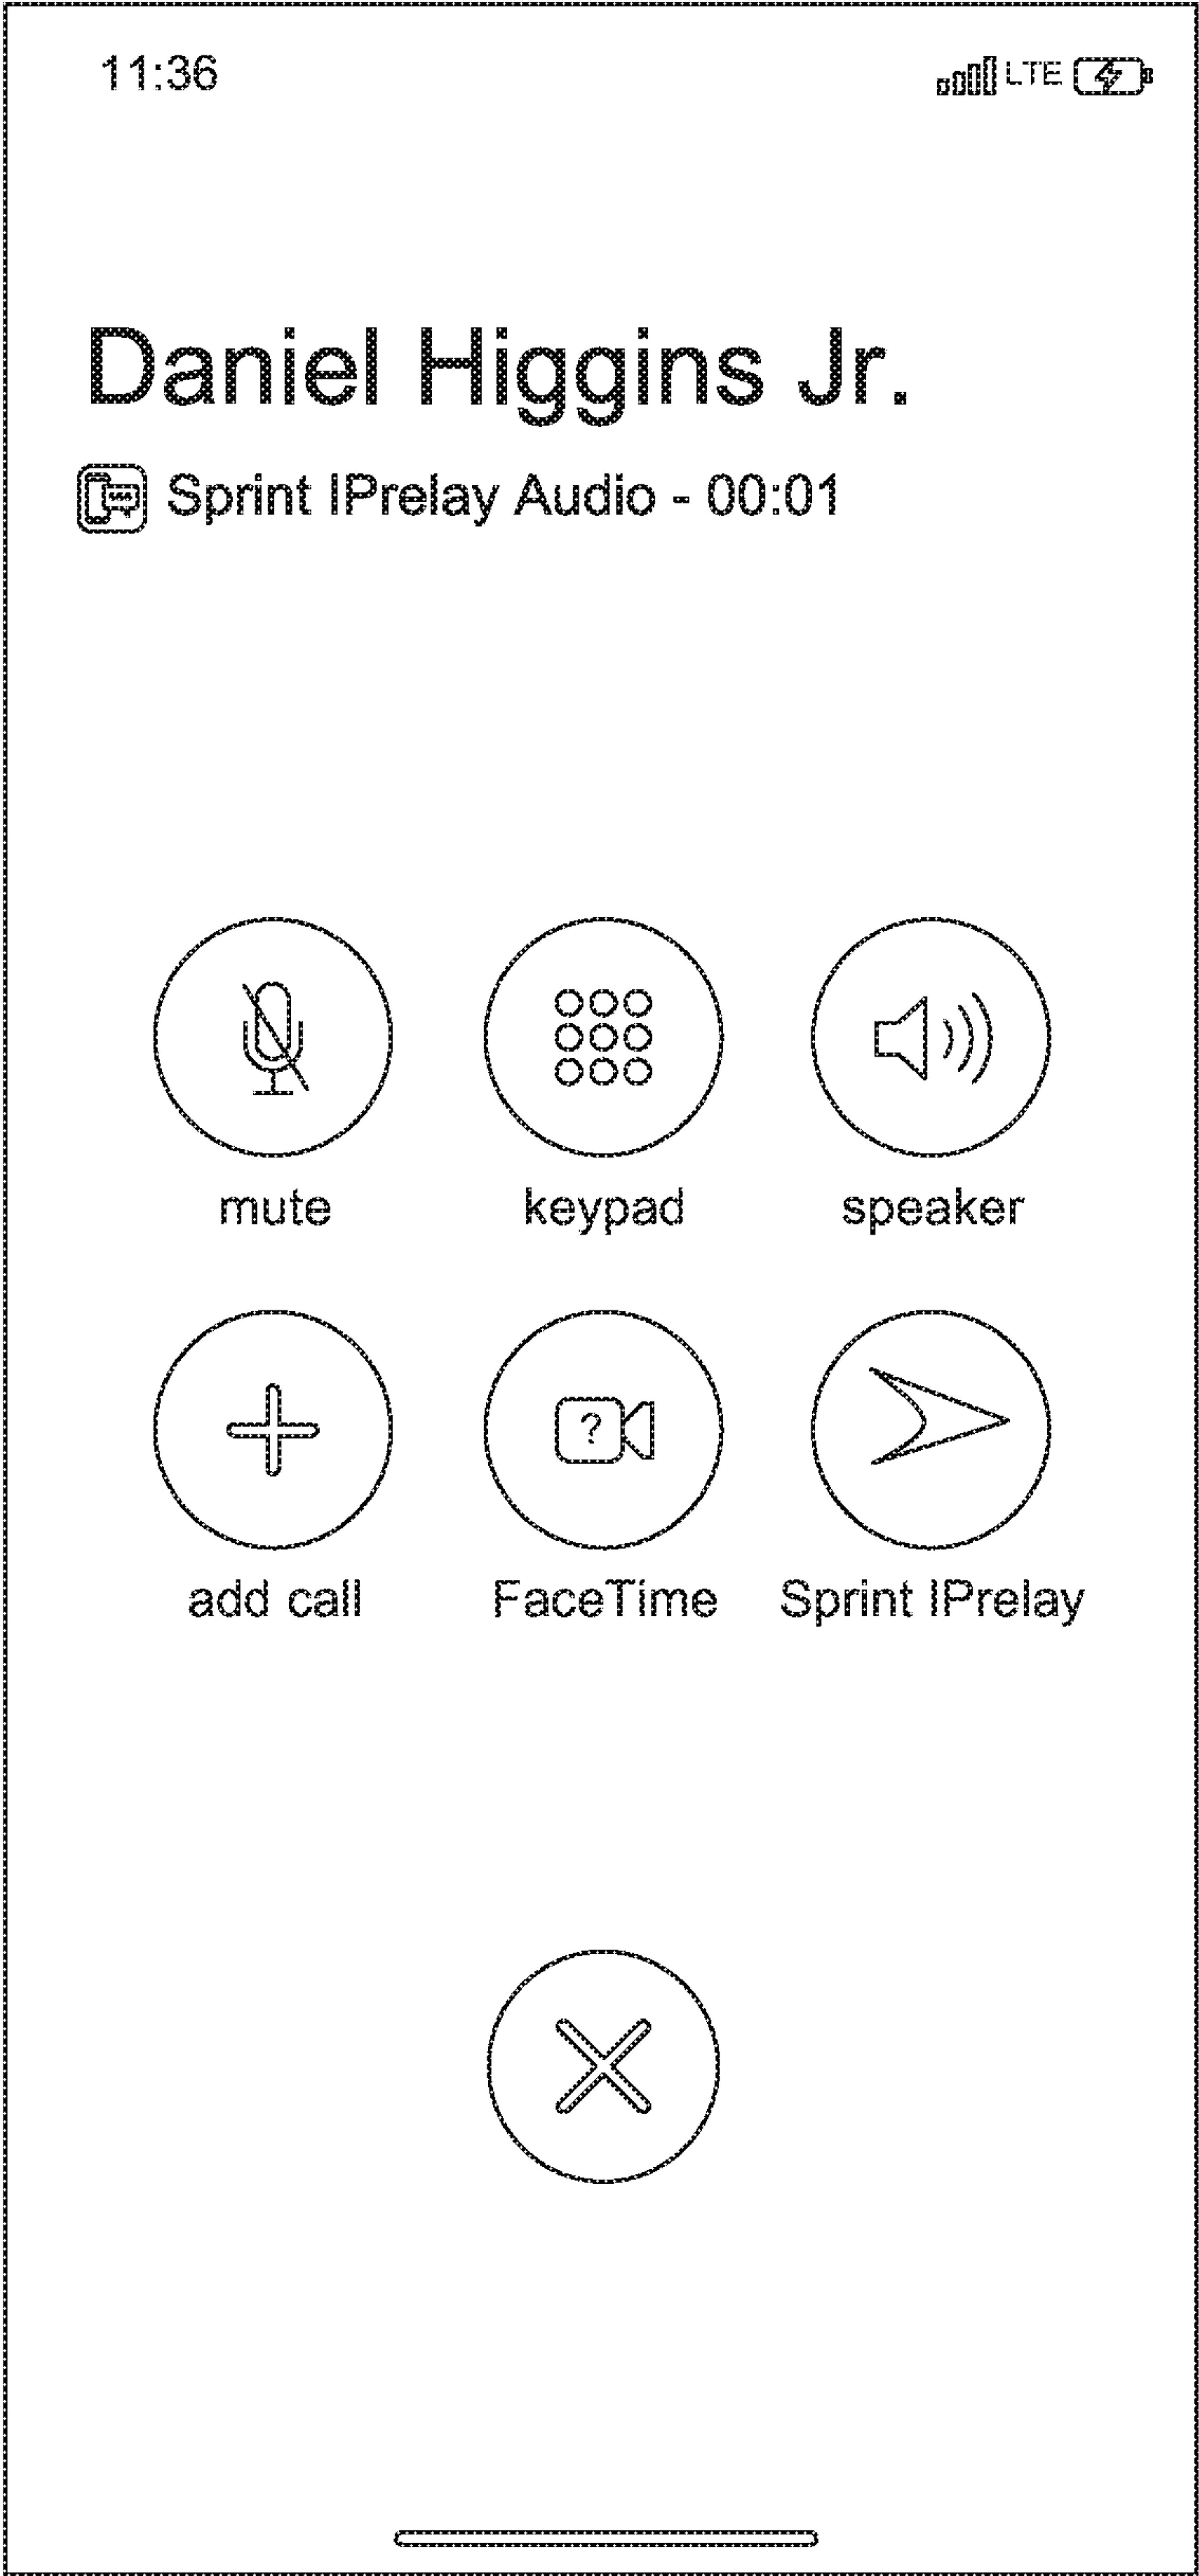 11:36 LTE
Daniel Higgins Jr.
Sprint IPrelay Audio - 00:01
mute keypad speaker
?
add call FaceTime Sprint IPrelay